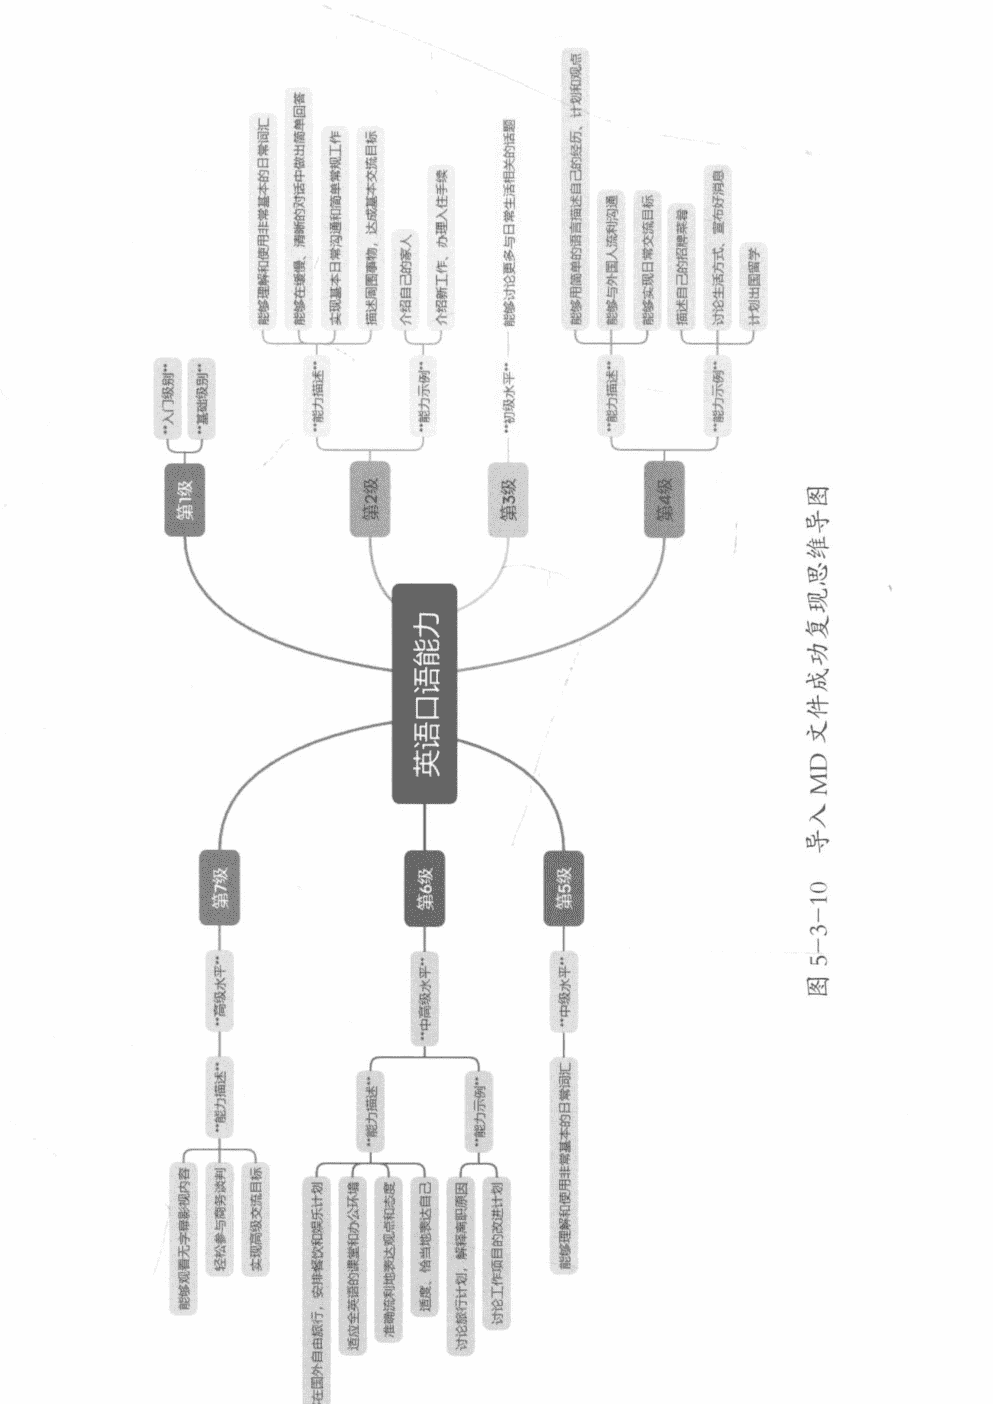 英语口语能力
第1级
**入门级别**
**基础级别**
第2级
**能力描述**
能够理解和使用非常基本的日常词汇
能够在缓慢、清晰的对话中做出简单回答
实现基本日常沟通和简单常规工作
描述周围事物，达成基本交流目标
**能力示例**
介绍自己的家人
介绍新工作、办理入住手续
第3级
**初级水平**
能够讨论更多与日常生活相关的话题
第4级
**能力描述**
能够用简单的语言描述自己的经历、计划和观点
能够与外国人流利沟通
能够实现日常交流目标
**能力示例**
描述自己的招牌菜肴
讨论生活方式、宣布好消息
计划出国留学
第7级
**高级水平**
**能力描述**
能够观看无字幕影视内容
轻松参与商务谈判
实现高级交流目标
第6级
**中高级水平**
**能力描述**
在国外自由旅行，安排餐饮和娱乐计划
适应全英语的课堂和办公环境
准确流利地表达观点和态度
适度、恰当地表达自己
**能力示例**
讨论旅行计划，解释离职原因
讨论工作项目的改进计划
第5级
**中级水平**
能够理解和使用非常基本的日常词汇
图 5-3-10 导入 MD 文件成功复现思维导图